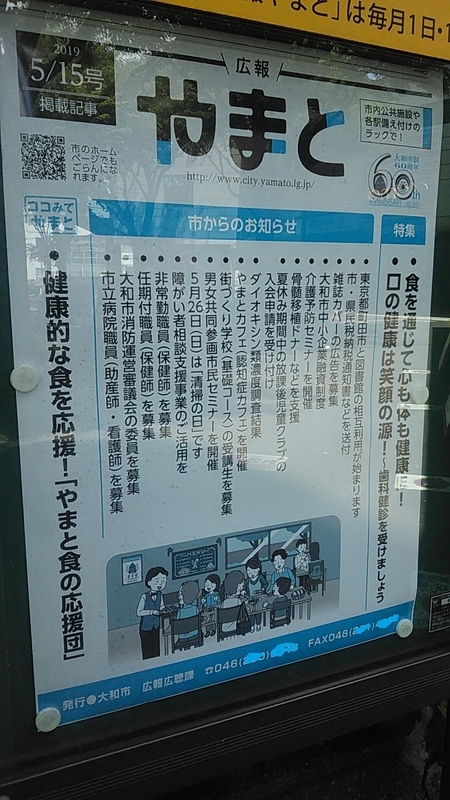 やまと」は毎月1日・1
2019
5/15号
掲載記事
広報
やまと
http://www.city.yamato.lg.jp/
市内公共施設や
各駅備え付けの
ラックで！
市のホーム
ページでも
ごらんにな
れます。
大和市制
60周年
60th
ANNIVERSARY
特集
●食を通じて心も体も健康に！
●口の健康は笑顔の源！～歯科健診を受けましょう
市からのお知らせ
●東京都町田市と図書館の相互利用が始まります
●市・県民税納税通知書などを送付
●雑誌カバーの広告を募集
●大和市中小企業融資制度
●介護予防セミナーを開催
●骨髄移植ドナーなどを支援
●夏休み期間中の放課後児童クラブの
入会申請を受け付け
●ダイオキシン類濃度調査結果
●やまとカフェ（認知症カフェ）を開催
●街づくり学校（基礎コース）の受講生を募集
●男女共同参画市民セミナーを開催
●5月26日（日）は「清掃の日」です
●障がい者相談支援事業のご活用を
●非常勤職員（保健師）を募集
●任期付職員（保健師）を募集
●大和市消防運営審議会の委員を募集
●市立病院職員（助産師・看護師）を募集
ココみて
やまと
●健康的な食を応援！「やまと食の応援団」
MENU
発行●大和市 広報広聴課 ☎046( FAX046(